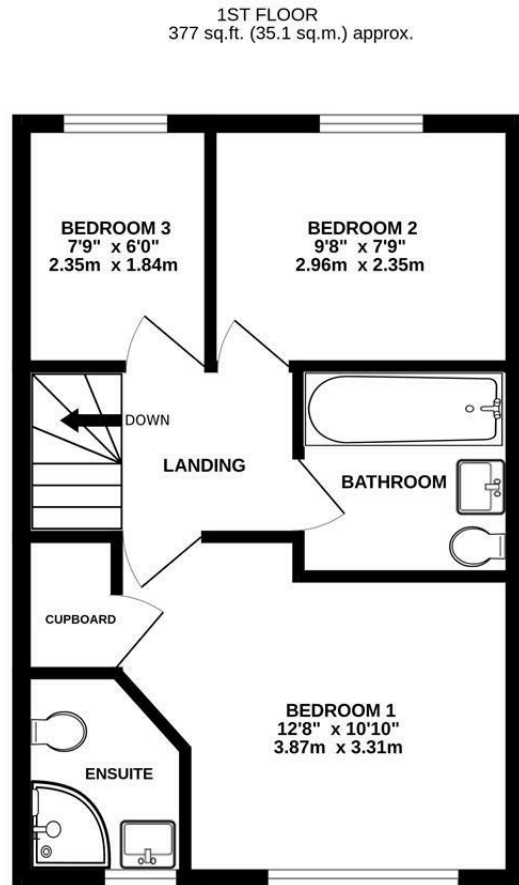 1ST FLOOR
377 sq.ft. (35.1 sq.m.) approx.
BEDROOM 3
7'9" x 6'0"
2.35m x 1.84m
BEDROOM 2
9'8" x 7'9"
2.96m x 2.35m
DOWN
LANDING
BATHROOM
CUPBOARD
BEDROOM 1
12'8" x 10'10"
3.87m x 3.31m
ENSUITE